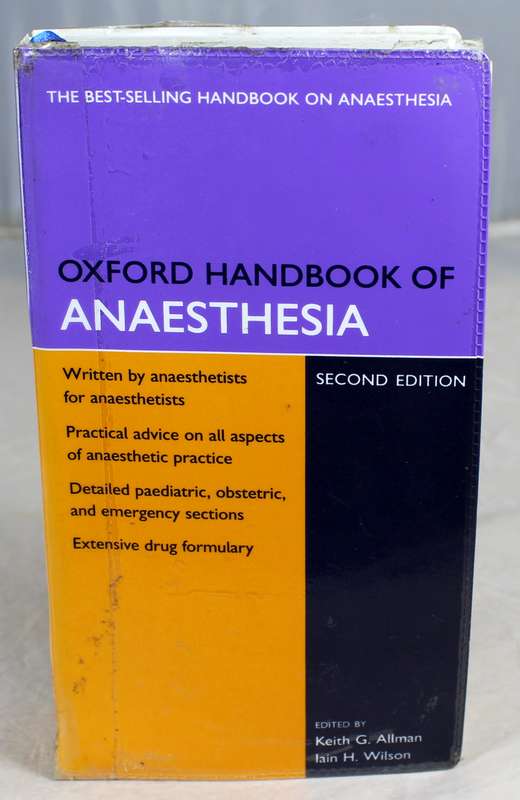 THE BEST-SELLING HANDBOOK ON ANAESTHESIA
OXFORD HANDBOOK OF
ANAESTHESIA
Written by anaesthetists
for anaesthetists
Practical advice on all aspects
of anaesthetic practice
Detailed paediatric, obstetric,
and emergency sections
Extensive drug formulary
SECOND EDITION
EDITED BY
Keith G. Allman
Iain H. Wilson